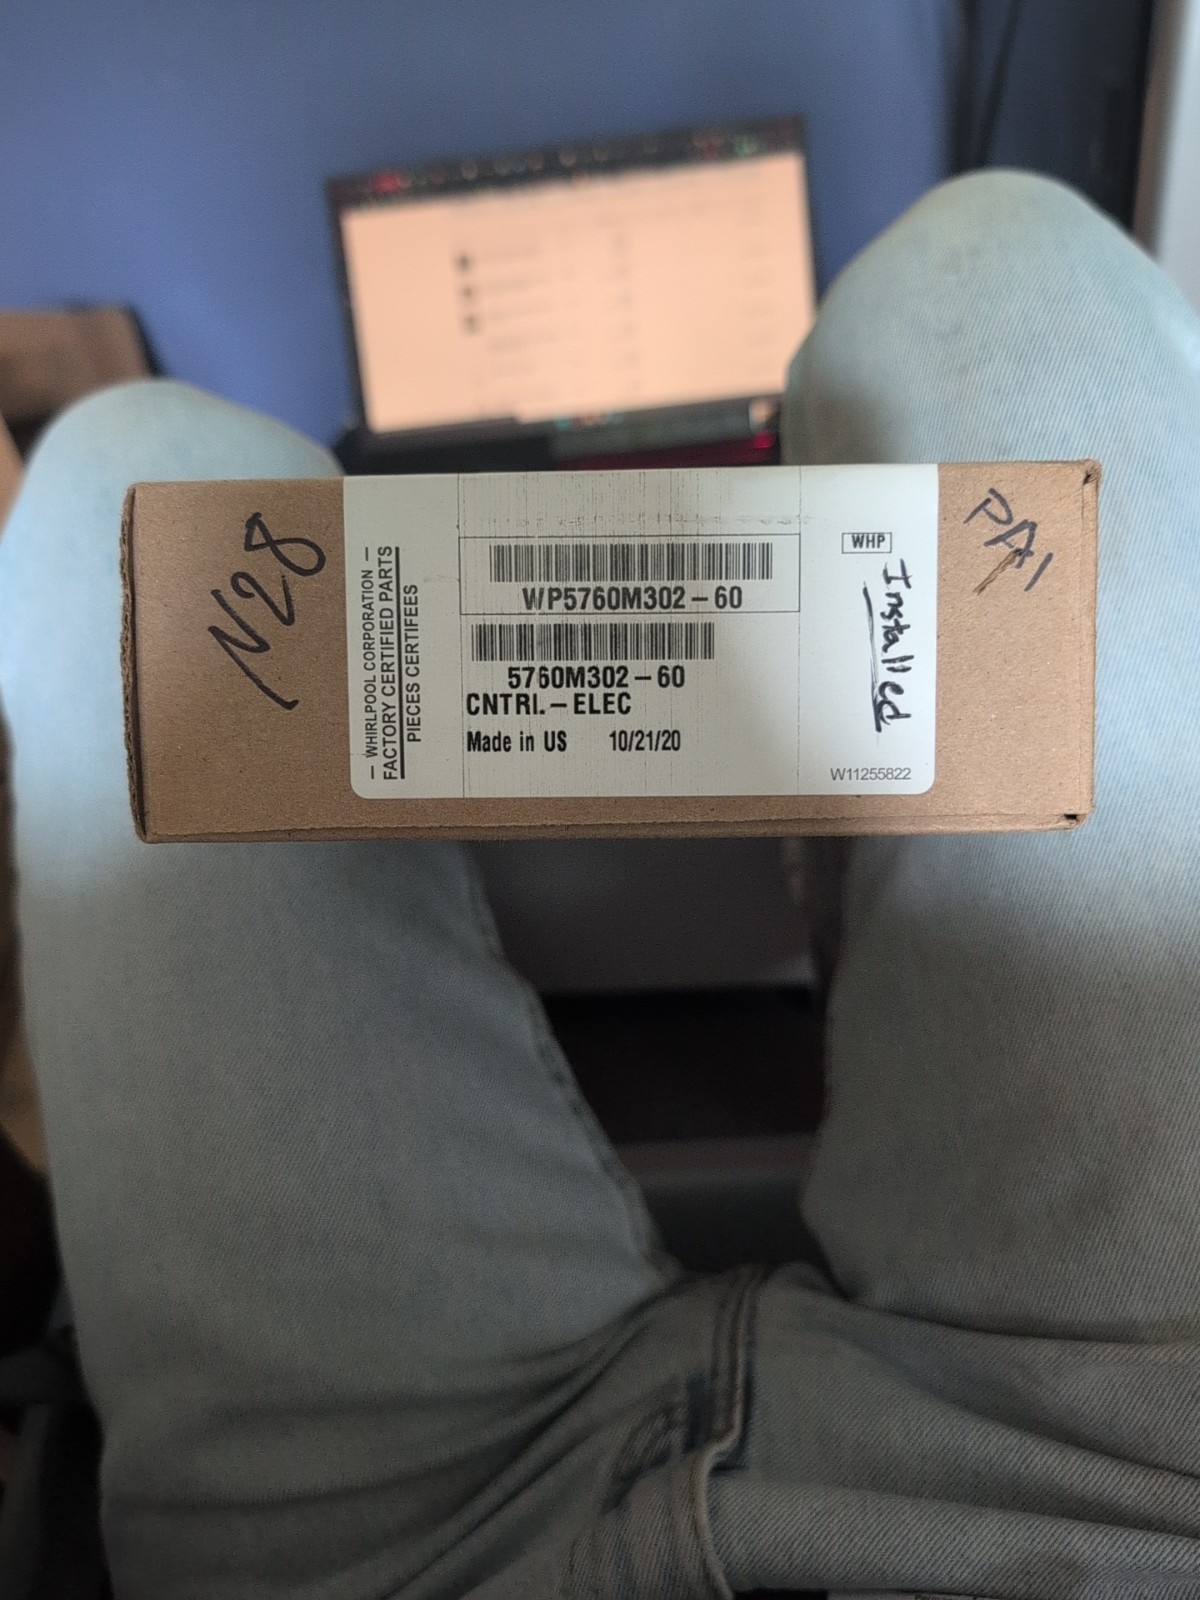 N28
— WHIRLPOOL CORPORATION —
FACTORY CERTIFIED PARTS
PIECES CERTIFEES
WP5760M302-60
5760M302-60
CNTRl.-ELEC
Made in US 10/21/20
WHP
Installed
W11255822
PA1